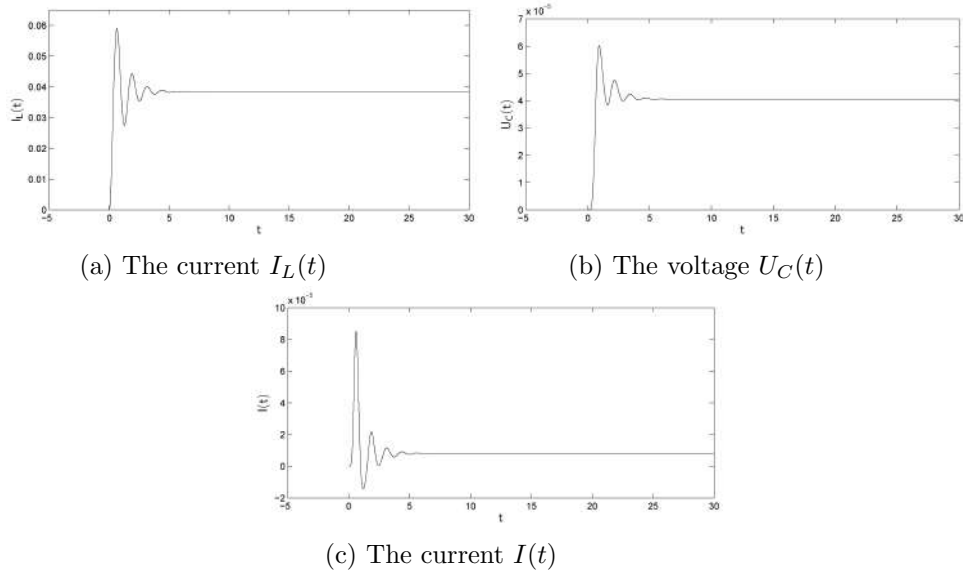 0.06
0.05
0.04
0.03
0.02
0.01
0
I_L(t)
−5 0 5 10 15 20 25 30
t
(a) The current I_L(t)
7 x 10^-3
6
5
4
3
2
1
0
U_C(t)
−5 0 5 10 15 20 25 30
t
(b) The voltage U_C(t)
10 x 10^-3
8
6
4
2
0
−2
I(t)
−5 0 5 10 15 20 25 30
t
(c) The current I(t)